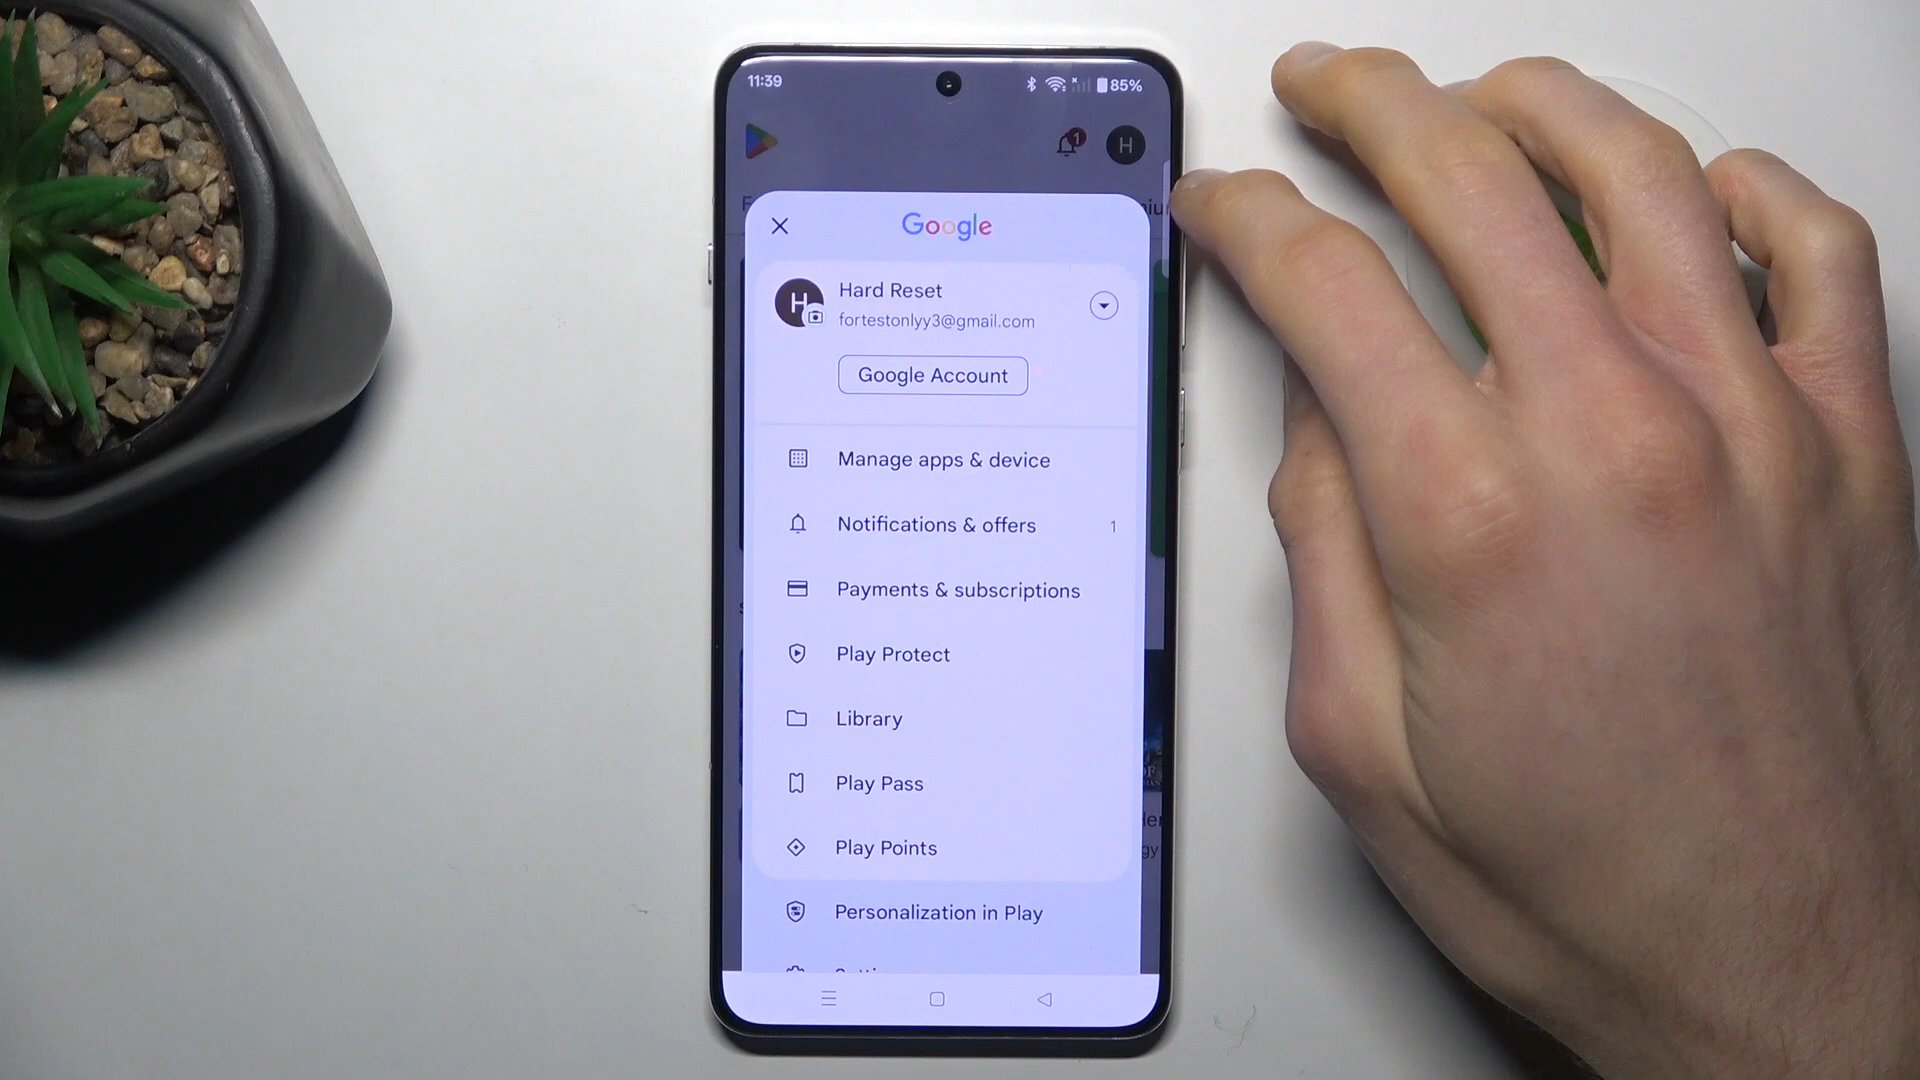 11:39
85%
1
H
Google
H
Hard Reset
fortestonlyy3@gmail.com
Google Account
Manage apps & device
Notifications & offers 1
Payments & subscriptions
Play Protect
Library
Play Pass
Play Points
Personalization in Play